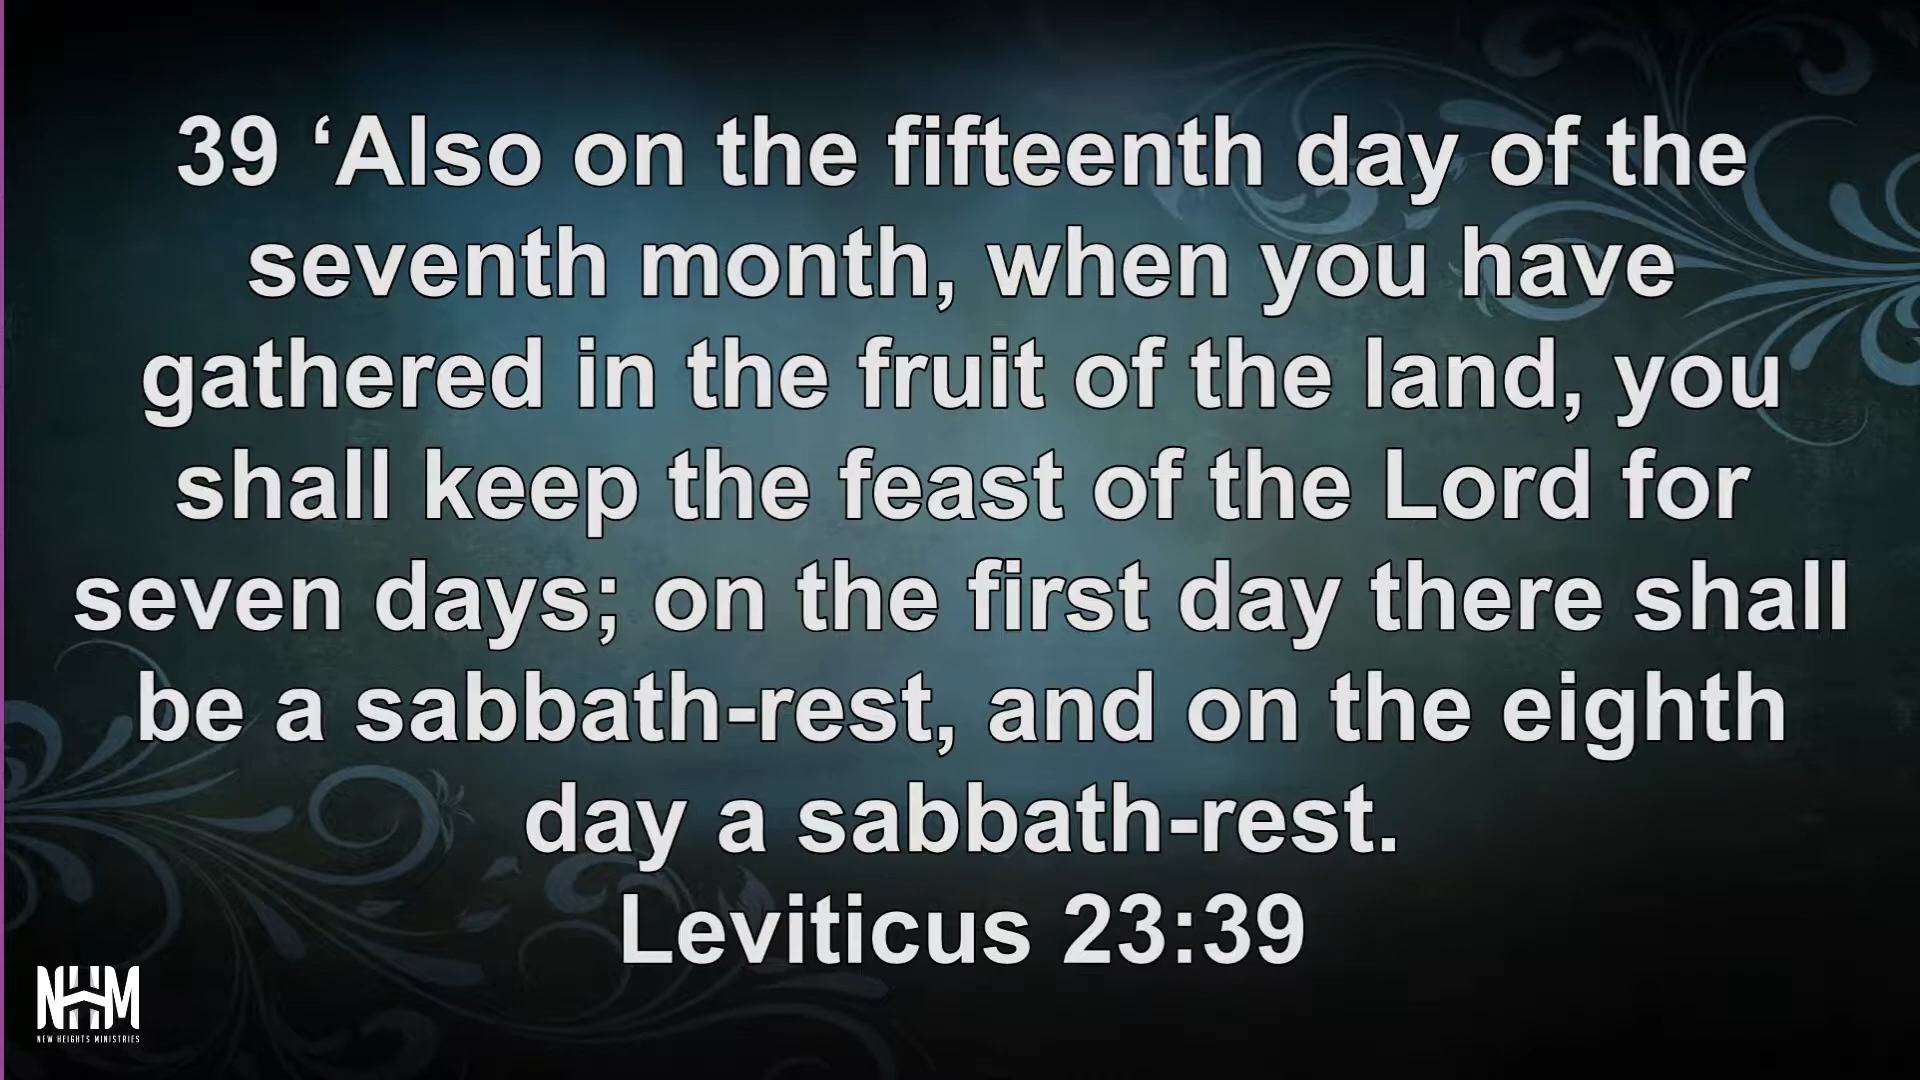 39 ‘Also on the fifteenth day of the
seventh month, when you have
gathered in the fruit of the land, you
shall keep the feast of the Lord for
seven days; on the first day there shall
be a sabbath-rest, and on the eighth
day a sabbath-rest.
Leviticus 23:39
NHM
NEW HEIGHTS MINISTRIES